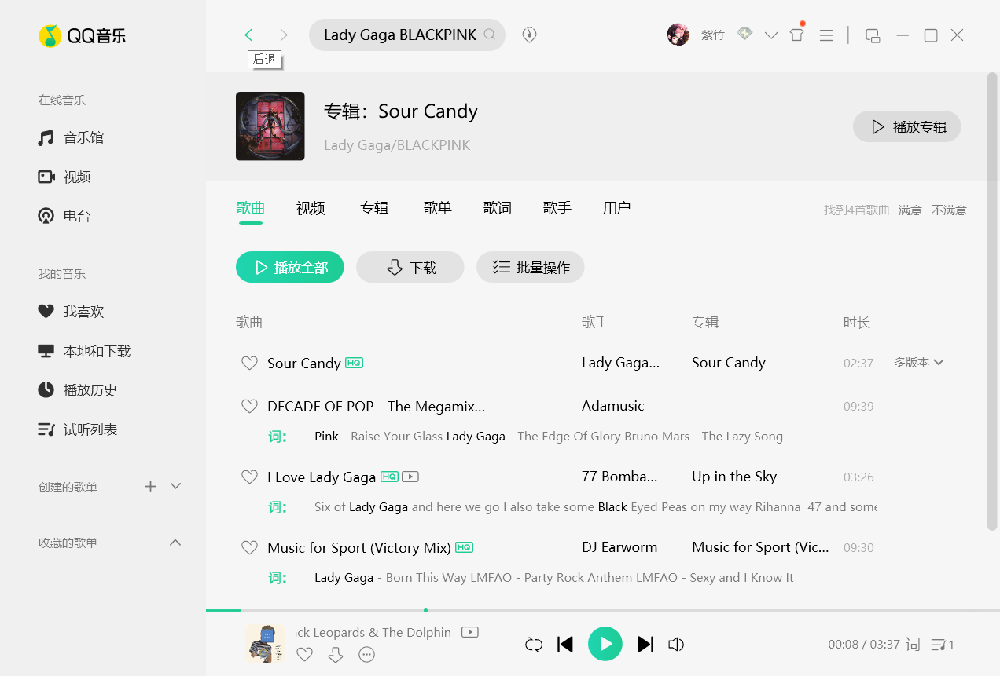 QQ音乐
Lady Gaga BLACKPINK
紫竹
后退
在线音乐
音乐馆
视频
电台
我的音乐
我喜欢
本地和下载
播放历史
试听列表
创建的歌单
收藏的歌单
专辑：Sour Candy
Lady Gaga/BLACKPINK
播放专辑
歌曲 视频 专辑 歌单 歌词 歌手 用户
找到4首歌曲 满意 不满意
播放全部 下载 批量操作
歌曲 歌手 专辑 时长
Sour Candy HQ Lady Gaga... Sour Candy 02:37 多版本
DECADE OF POP - The Megamix... Adamusic 09:39
词: Pink - Raise Your Glass Lady Gaga - The Edge Of Glory Bruno Mars - The Lazy Song
I Love Lady Gaga HQ 77 Bomba... Up in the Sky 03:26
词: Six of Lady Gaga and here we go I also take some Black Eyed Peas on my way Rihanna 47 and some
Music for Sport (Victory Mix) HQ DJ Earworm Music for Sport (Vic... 09:30
词: Lady Gaga - Born This Way LMFAO - Party Rock Anthem LMFAO - Sexy and I Know It
ck Leopards & The Dolphin
00:08 / 03:37 词 1